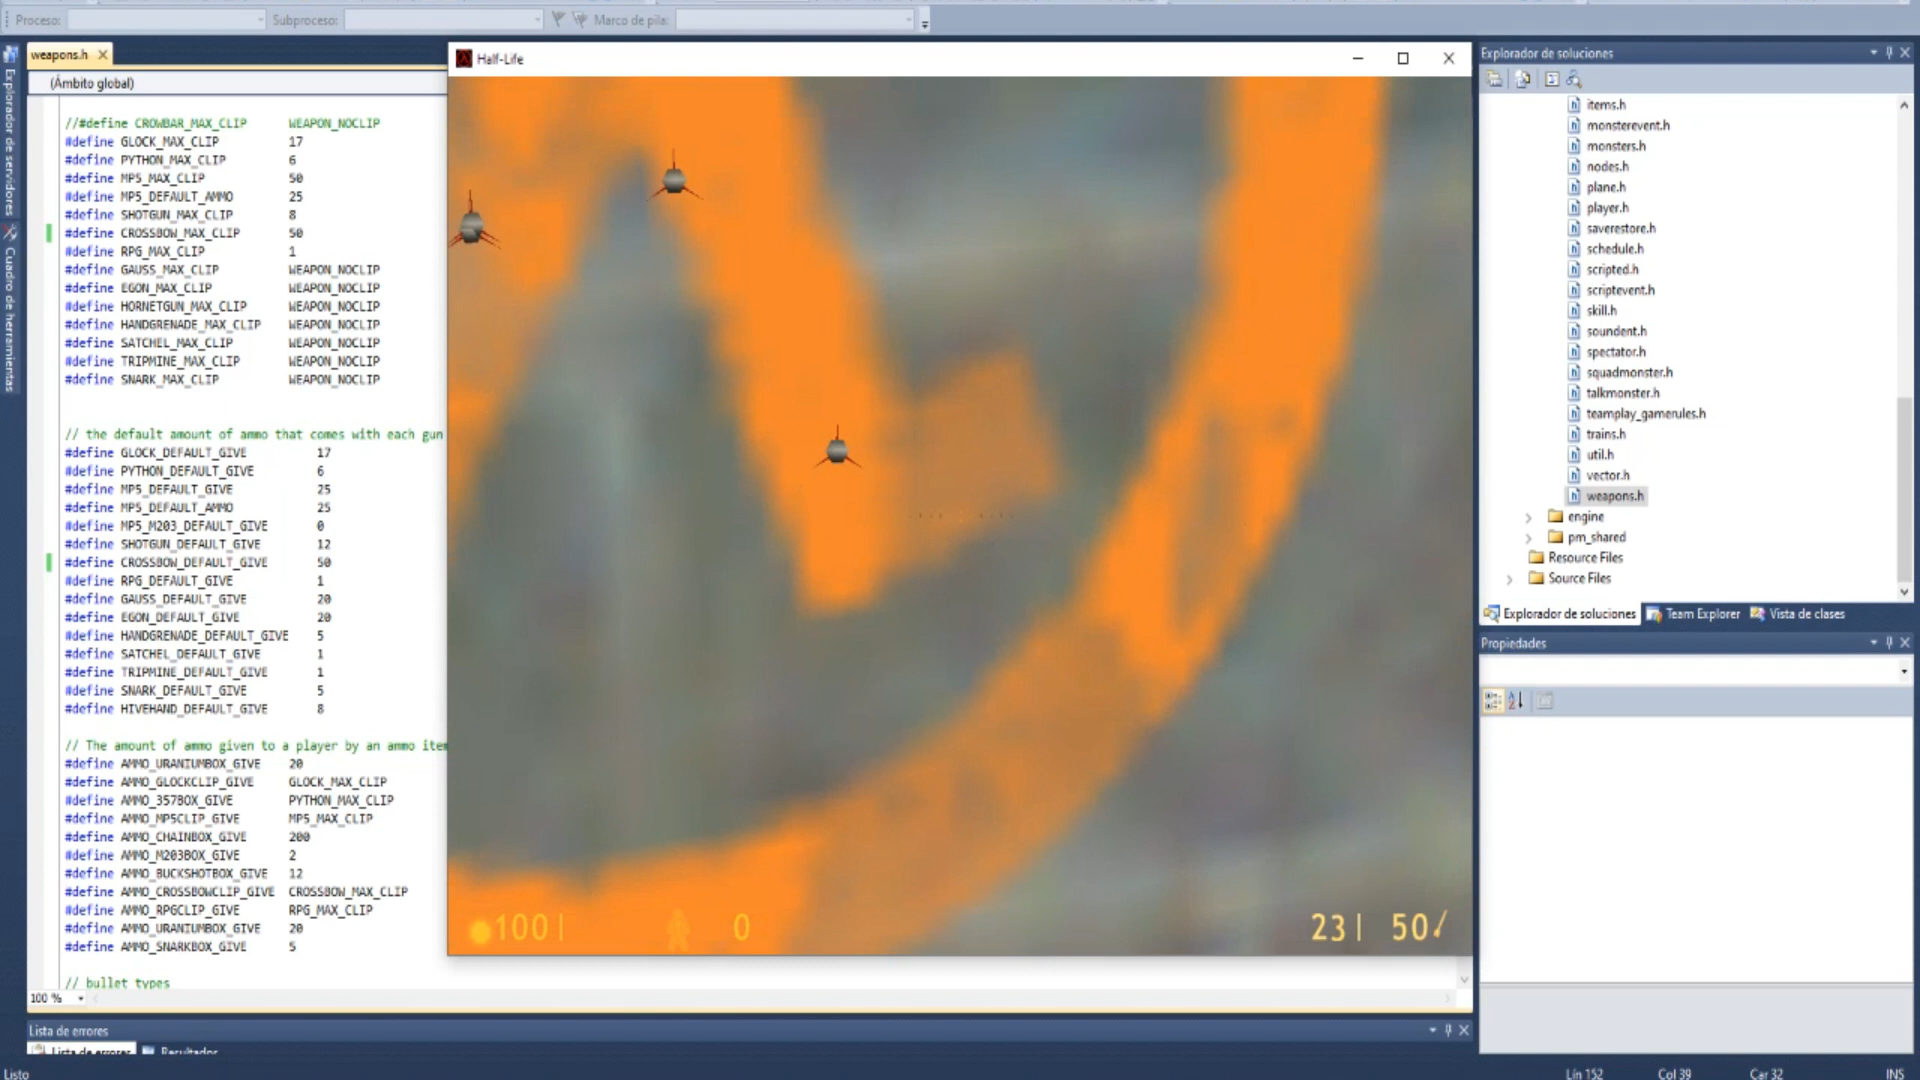 Proceso:
Subproceso:
Marco de pila:
Explorador de servidores
Cuadro de herramientas
weapons.h
(Ámbito global)
//#define CROWBAR_MAX_CLIP WEAPON_NOCLIP
#define GLOCK_MAX_CLIP 17
#define PYTHON_MAX_CLIP 6
#define MP5_MAX_CLIP 50
#define MP5_DEFAULT_AMMO 25
#define SHOTGUN_MAX_CLIP 8
#define CROSSBOW_MAX_CLIP 50
#define RPG_MAX_CLIP 1
#define GAUSS_MAX_CLIP WEAPON_NOCLIP
#define EGON_MAX_CLIP WEAPON_NOCLIP
#define HORNETGUN_MAX_CLIP WEAPON_NOCLIP
#define HANDGRENADE_MAX_CLIP WEAPON_NOCLIP
#define SATCHEL_MAX_CLIP WEAPON_NOCLIP
#define TRIPMINE_MAX_CLIP WEAPON_NOCLIP
#define SNARK_MAX_CLIP WEAPON_NOCLIP
// the default amount of ammo that comes with each gun
#define GLOCK_DEFAULT_GIVE 17
#define PYTHON_DEFAULT_GIVE 6
#define MP5_DEFAULT_GIVE 25
#define MP5_DEFAULT_AMMO 25
#define MP5_M203_DEFAULT_GIVE 0
#define SHOTGUN_DEFAULT_GIVE 12
#define CROSSBOW_DEFAULT_GIVE 50
#define RPG_DEFAULT_GIVE 1
#define GAUSS_DEFAULT_GIVE 20
#define EGON_DEFAULT_GIVE 20
#define HANDGRENADE_DEFAULT_GIVE 5
#define SATCHEL_DEFAULT_GIVE 1
#define TRIPMINE_DEFAULT_GIVE 1
#define SNARK_DEFAULT_GIVE 5
#define HIVEHAND_DEFAULT_GIVE 8
// The amount of ammo given to a player by an ammo item
#define AMMO_URANIUMBOX_GIVE 20
#define AMMO_GLOCKCLIP_GIVE GLOCK_MAX_CLIP
#define AMMO_357BOX_GIVE PYTHON_MAX_CLIP
#define AMMO_MP5CLIP_GIVE MP5_MAX_CLIP
#define AMMO_CHAINBOX_GIVE 200
#define AMMO_M203BOX_GIVE 2
#define AMMO_BUCKSHOTBOX_GIVE 12
#define AMMO_CROSSBOWCLIP_GIVE CROSSBOW_MAX_CLIP
#define AMMO_RPGCLIP_GIVE RPG_MAX_CLIP
#define AMMO_URANIUMBOX_GIVE 20
#define AMMO_SNARKBOX_GIVE 5
// bullet types
100 %
Half-Life
100|
0
23| 50
Explorador de soluciones
items.h
monsterevent.h
monsters.h
nodes.h
plane.h
player.h
saverestore.h
schedule.h
scripted.h
scriptevent.h
skill.h
soundent.h
spectator.h
squadmonster.h
talkmonster.h
teamplay_gamerules.h
trains.h
util.h
vector.h
weapons.h
engine
pm_shared
Resource Files
Source Files
Explorador de soluciones Team Explorer Vista de clases
Propiedades
Lista de errores
Lista de errores Resultados
Listo
Lín 152 Col 39 Car 32 INS